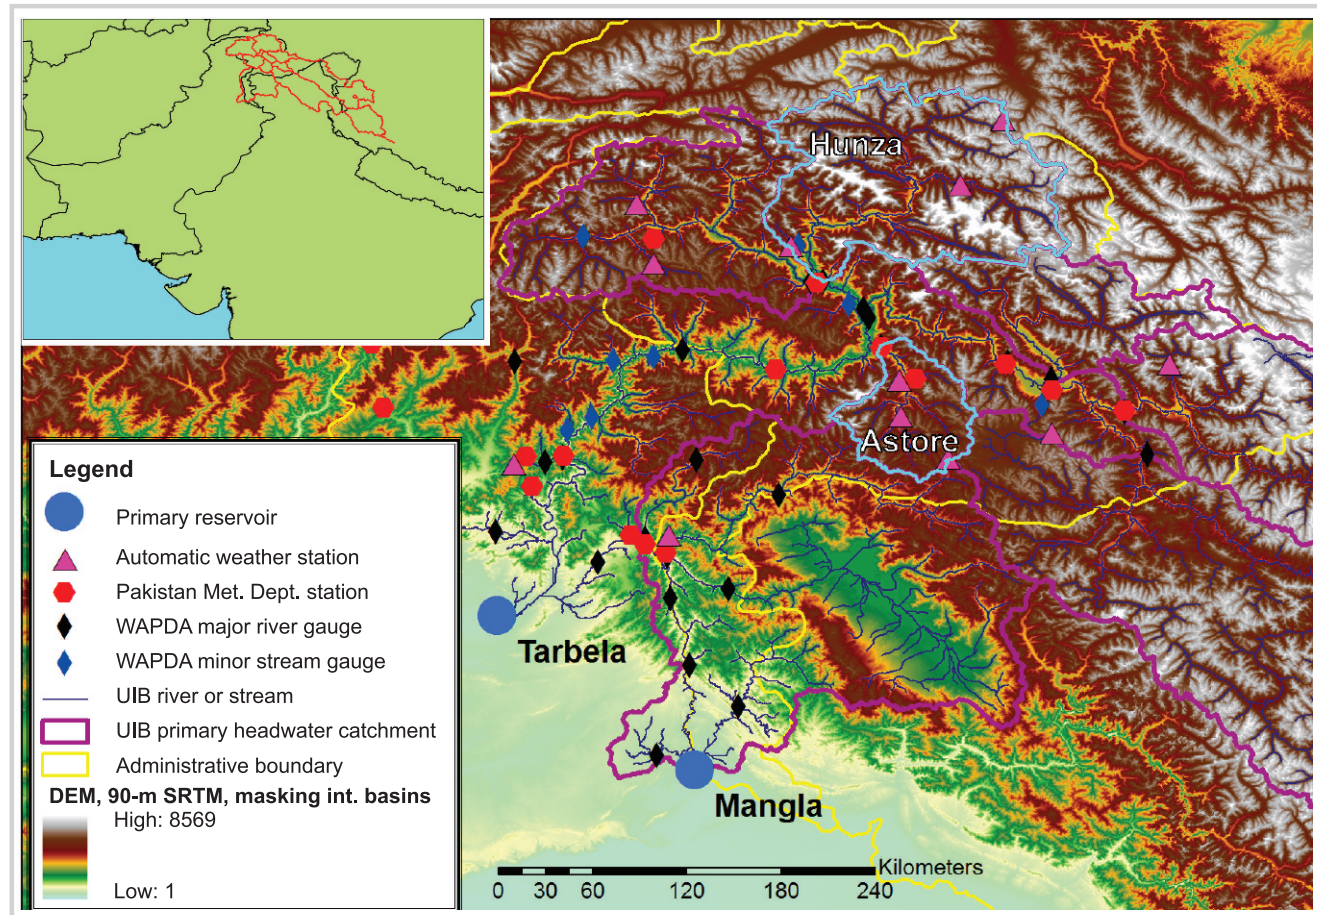 Hunza
Astore
Tarbela
Mangla
Legend
Primary reservoir
Automatic weather station
Pakistan Met. Dept. station
WAPDA major river gauge
WAPDA minor stream gauge
UIB river or stream
UIB primary headwater catchment
Administrative boundary
DEM, 90-m SRTM, masking int. basins
High: 8569
Low: 1
Kilometers
0 30 60 120 180 240